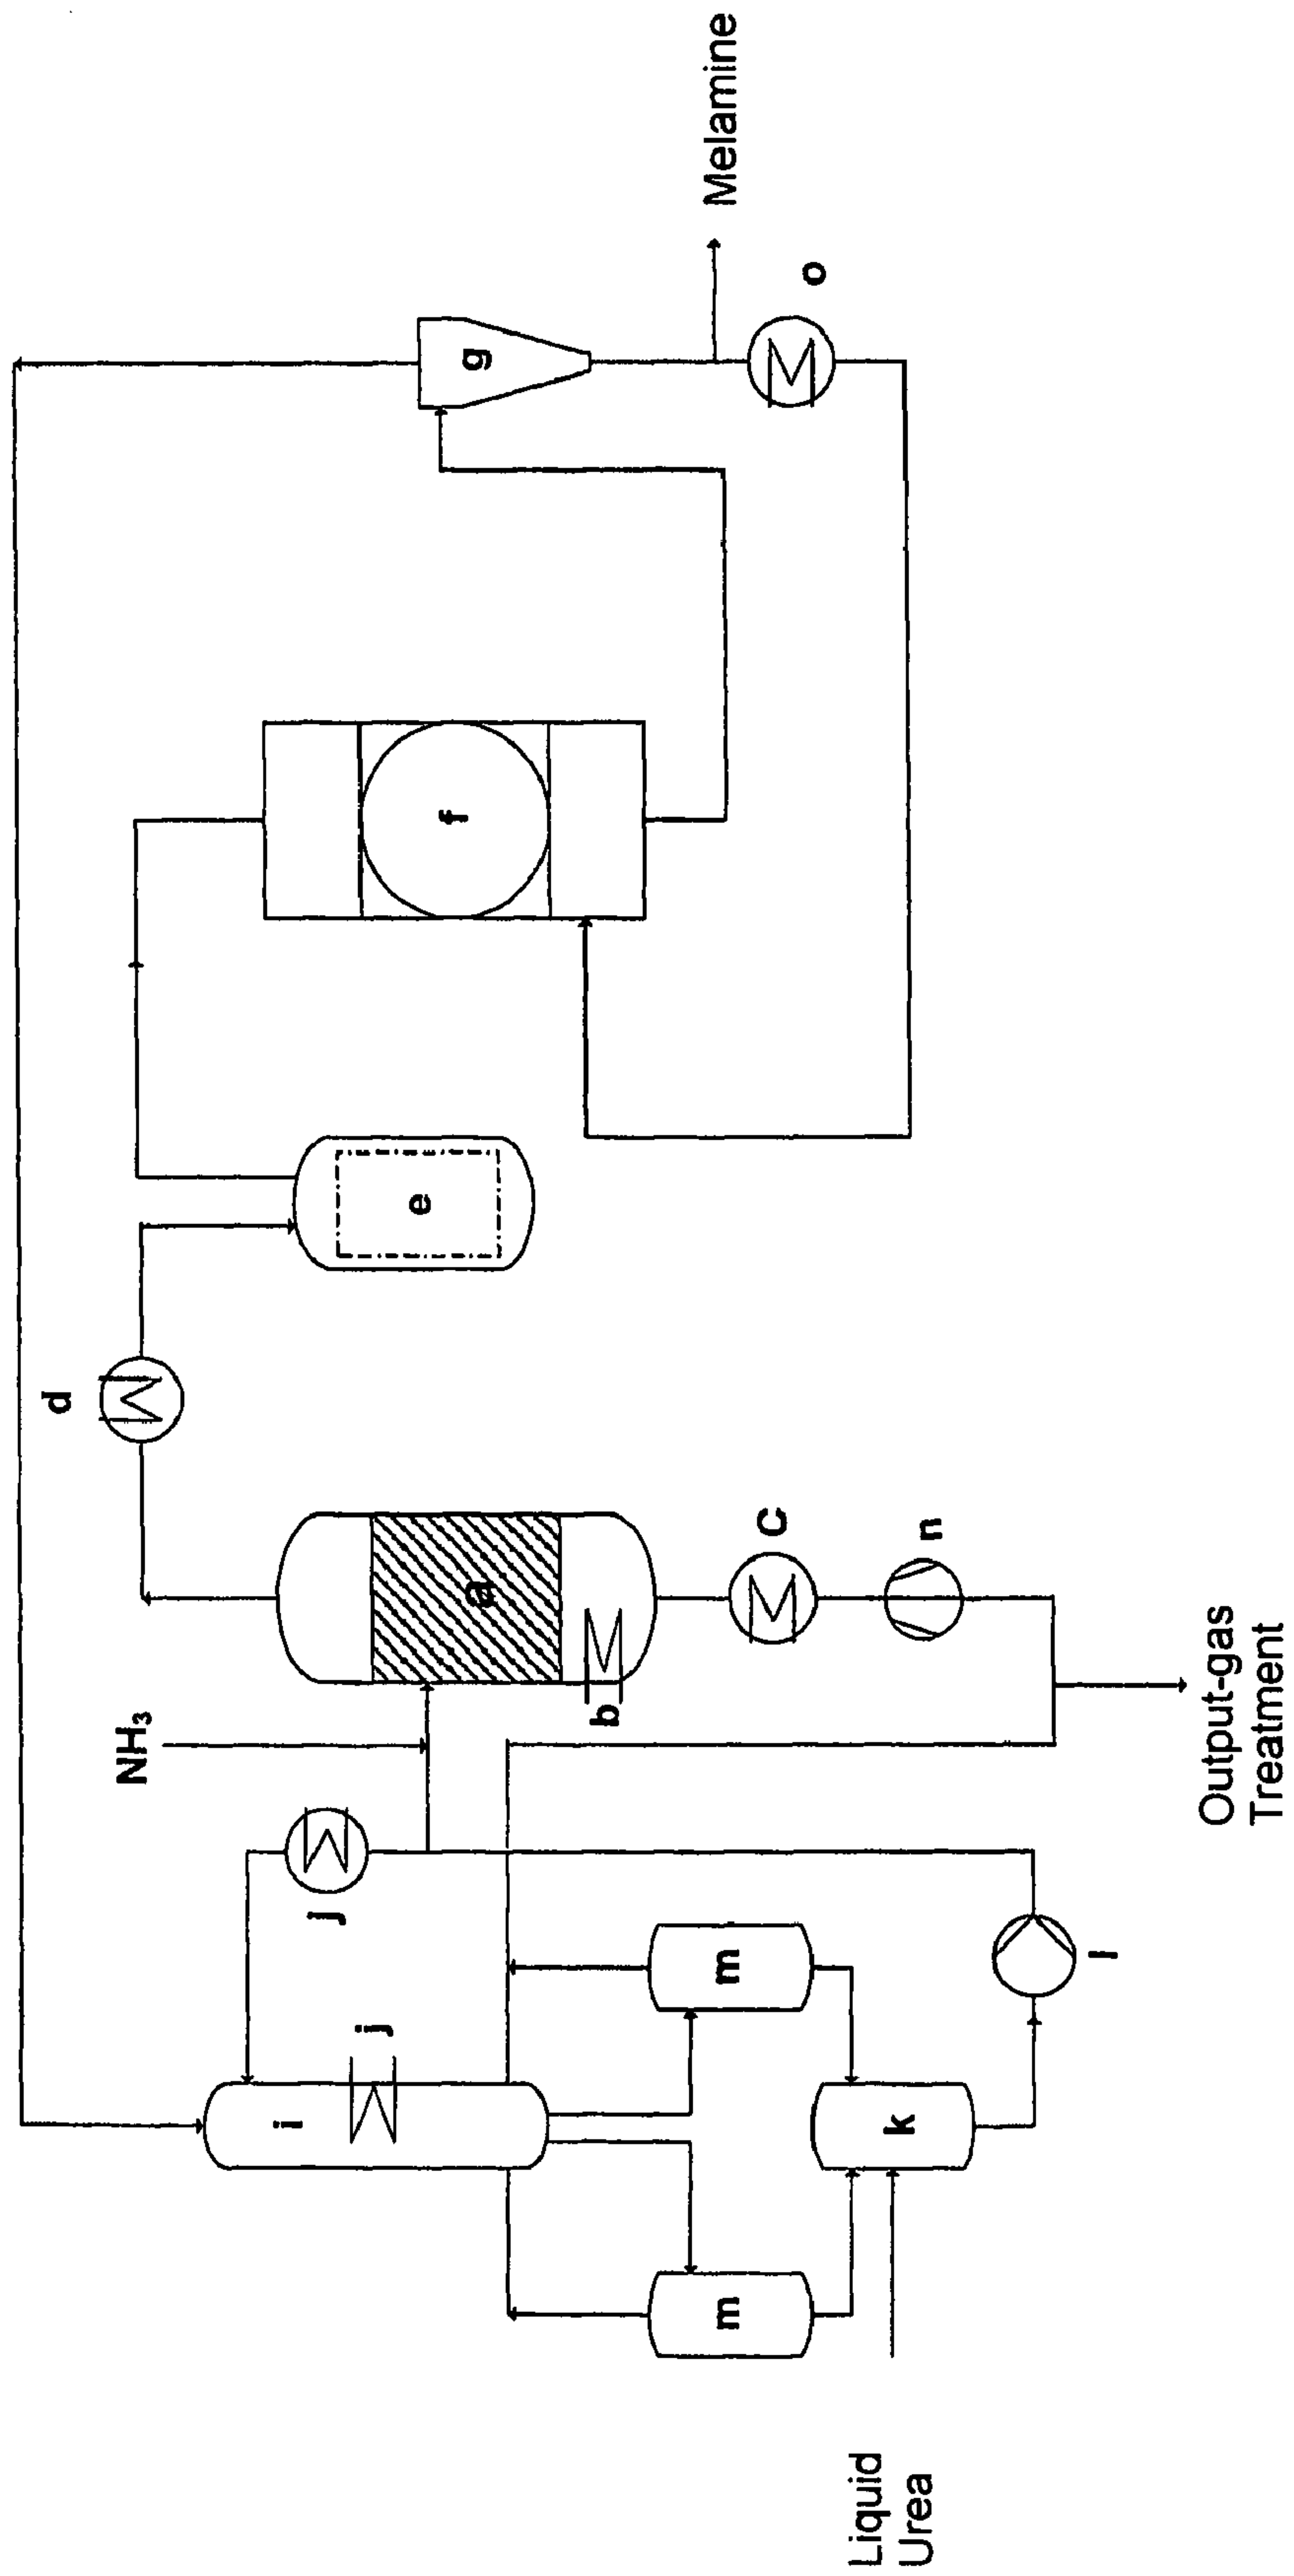 Melamine
o
g
f
e
d
a
b
C
n
NH₃
Output-gas
Treatment
j
l
i
j
m
m
k
Liquid
Urea